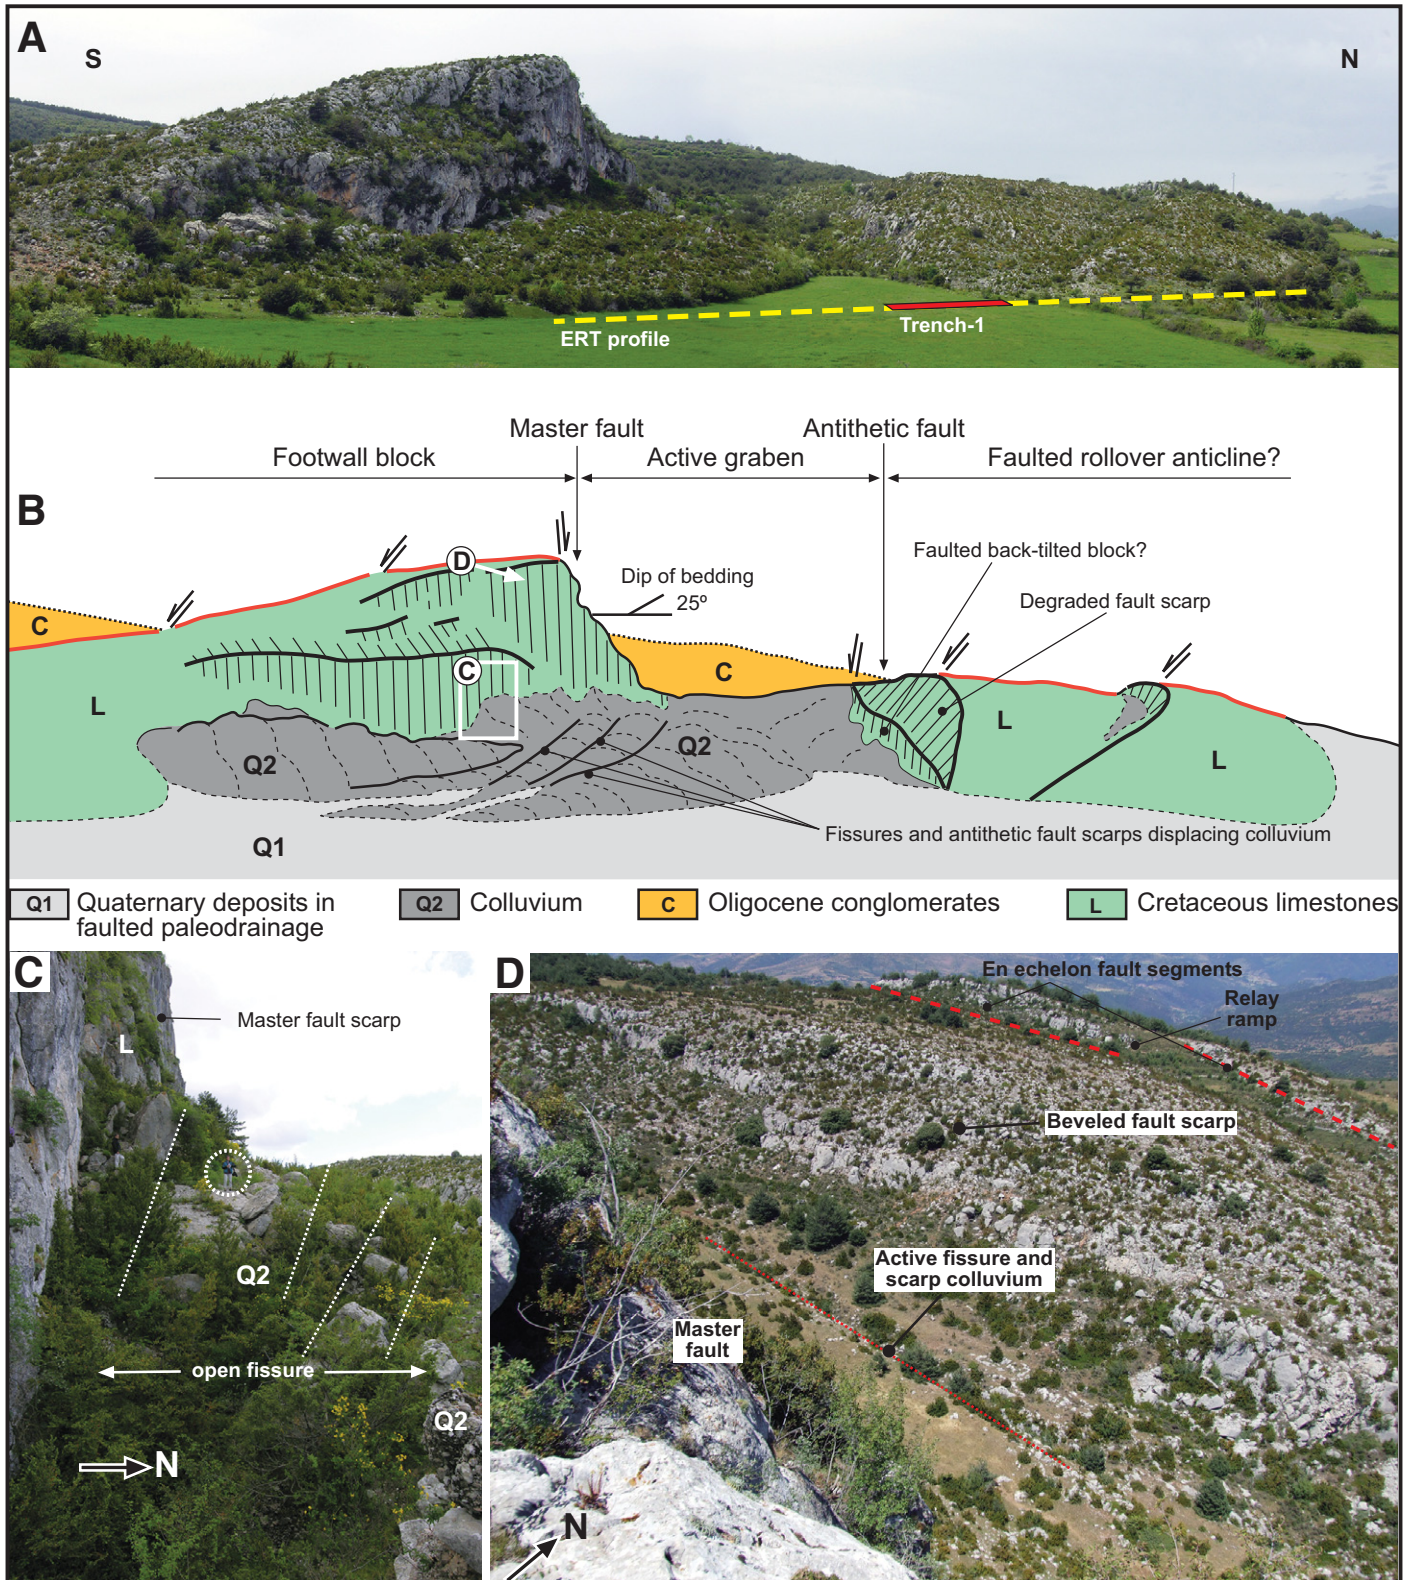 A
S
N
ERT profile
Trench-1
Master fault
Antithetic fault
Footwall block
Active graben
Faulted rollover anticline?
B
D
Faulted back-tilted block?
Dip of bedding
25º
Degraded fault scarp
C
C
C
L
L
L
Q2
Q2
Fissures and antithetic fault scarps displacing colluvium
Q1
Q1 Quaternary deposits in
faulted paleodrainage
Q2 Colluvium
C Oligocene conglomerates
L Cretaceous limestones
C
Master fault scarp
L
Q2
open fissure
Q2
N
D
En echelon fault segments
Relay
ramp
Beveled fault scarp
Active fissure and
scarp colluvium
Master
fault
N